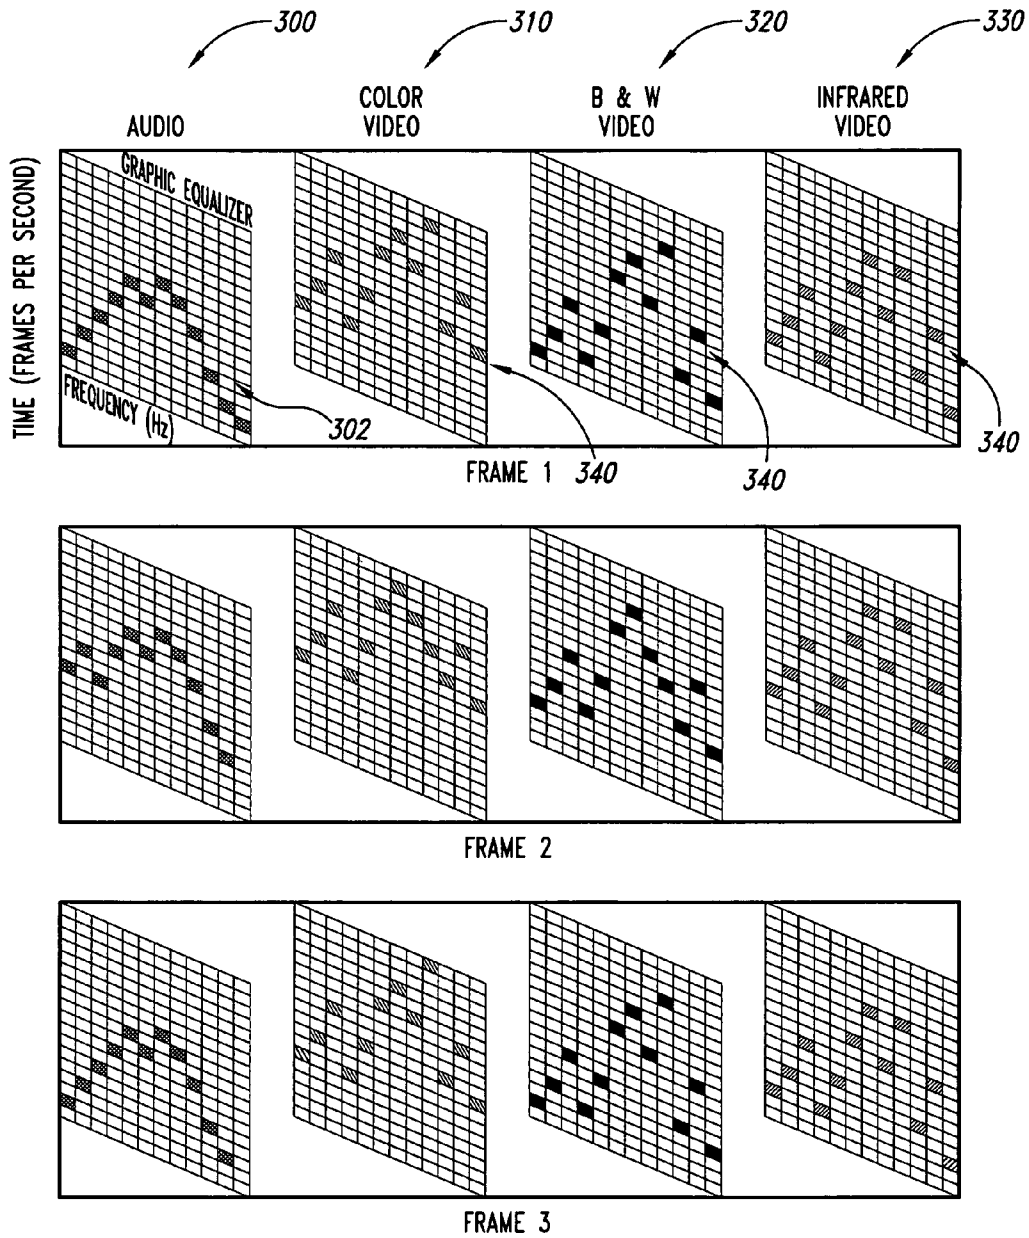 300
310
320
330
AUDIO
COLOR
VIDEO
B & W
VIDEO
INFRARED
VIDEO
TIME (FRAMES PER SECOND)
GRAPHIC EQUALIZER
FREQUENCY (Hz)
302
340
340
340
FRAME 1
FRAME 2
FRAME 3